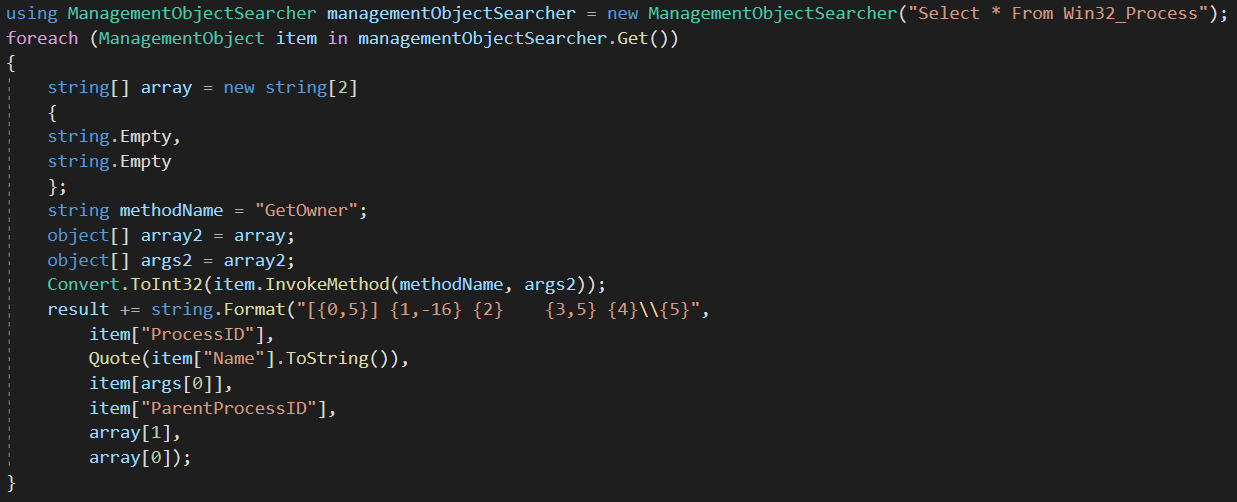 using ManagementObjectSearcher managementObjectSearcher = new ManagementObjectSearcher("Select * From Win32_Process");
foreach (ManagementObject item in managementObjectSearcher.Get())
{
    string[] array = new string[2]
    {
    string.Empty,
    string.Empty
    };
    string methodName = "GetOwner";
    object[] array2 = array;
    object[] args2 = array2;
    Convert.ToInt32(item.InvokeMethod(methodName, args2));
    result += string.Format("[{0,5}] {1,-16} {2}    {3,5} {4}\\{5}",
        item["ProcessID"],
        Quote(item["Name"].ToString()),
        item[args[0]],
        item["ParentProcessID"],
        array[1],
        array[0]);
}